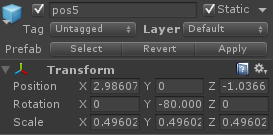 pos5 Static
Tag Untagged Layer Default
Prefab Select Revert Apply
Transform
Position X 2.98607 Y 0 Z -1.0366
Rotation X 0 Y -80.000 Z 0
Scale X 0.49602 Y 0.49602 Z 0.49602